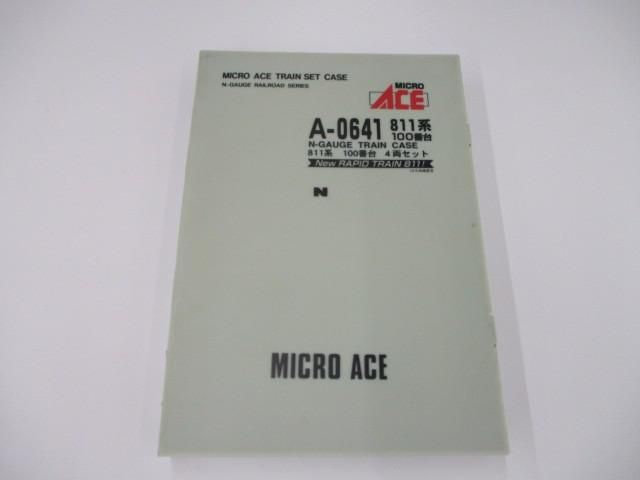 MICRO ACE TRAIN SET CASE
N-GAUGE RAILROAD SERIES
MICRO
ACE
A-0641 811系
100番台
N-GAUGE TRAIN CASE
811系 100番台 4両セット
New RAPID TRAIN 811!
N
MICRO ACE